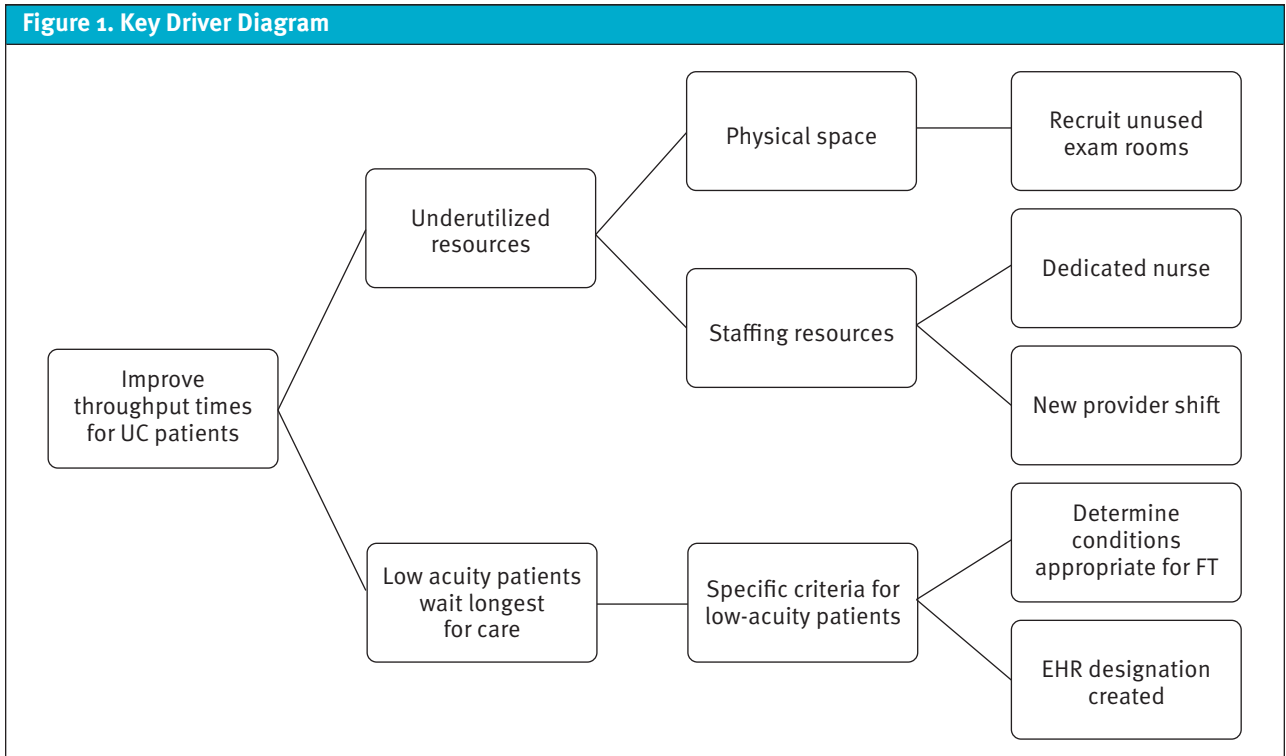 Figure 1. Key Driver Diagram
Improve
throughput times
for UC patients
Underutilized
resources
Low acuity patients
wait longest
for care
Physical space
Staffing resources
Specific criteria for
low-acuity patients
Recruit unused
exam rooms
Dedicated nurse
New provider shift
Determine
conditions
appropriate for FT
EHR designation
created